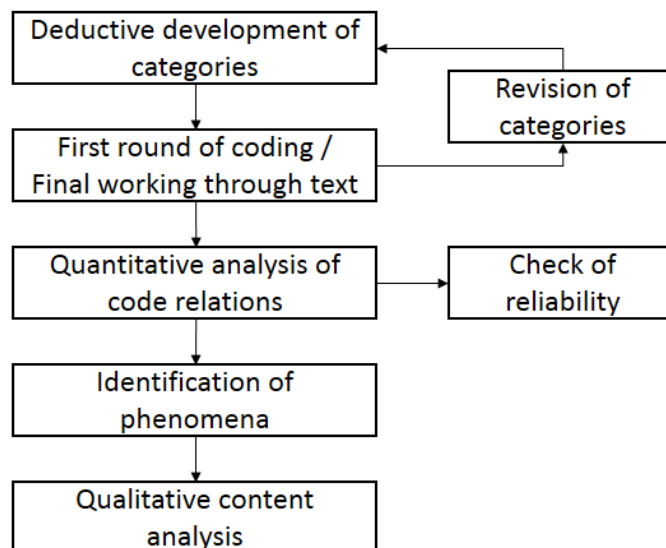 Deductive development of
categories
Revision of
categories
First round of coding /
Final working through text
Quantitative analysis of
code relations
Check of
reliability
Identification of
phenomena
Qualitative content
analysis